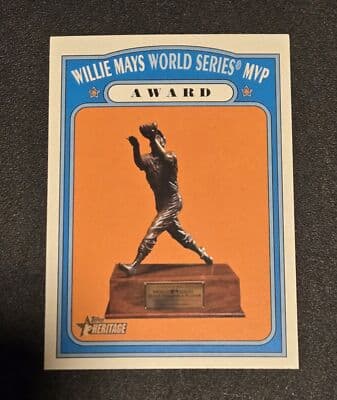 WILLIE MAYS WORLD SERIES® MVP
AWARD
Topps
HERITAGE